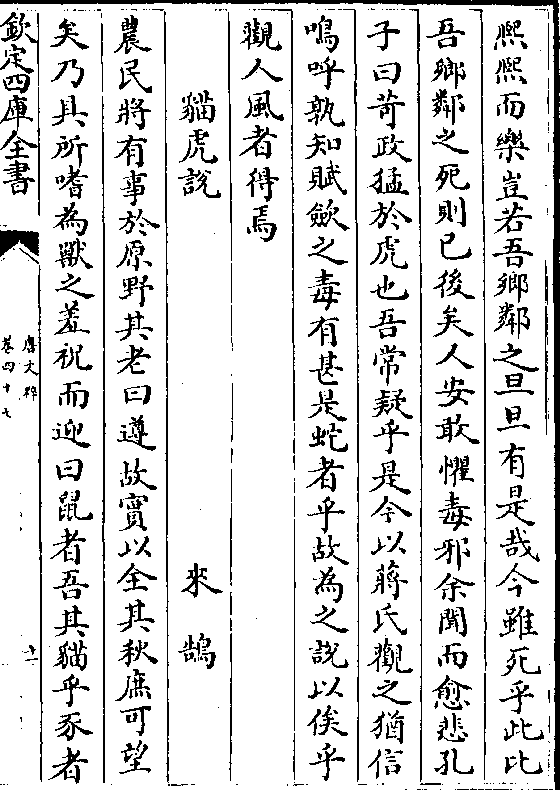 熙熙而樂豈若吾鄉鄰之旦旦有是哉今雖死乎此比
吾鄉鄰之死則已後矣人安敢懼毒邪余聞而愈悲孔
子曰苛政猛於虎也吾常疑乎是今以蔣氏觀之猶信
嗚呼孰知賦斂之毒有甚是蛇者乎故為之說以俟乎
觀人風者得焉
貓虎說 來鵠
農民將有事於原野其老曰遵故實以全其秋庶可望
矣乃具所嗜為獸之羞祝而迎曰鼠者吾其貓乎豕者
欽定四庫全書
唐文粹
卷四十七
十一